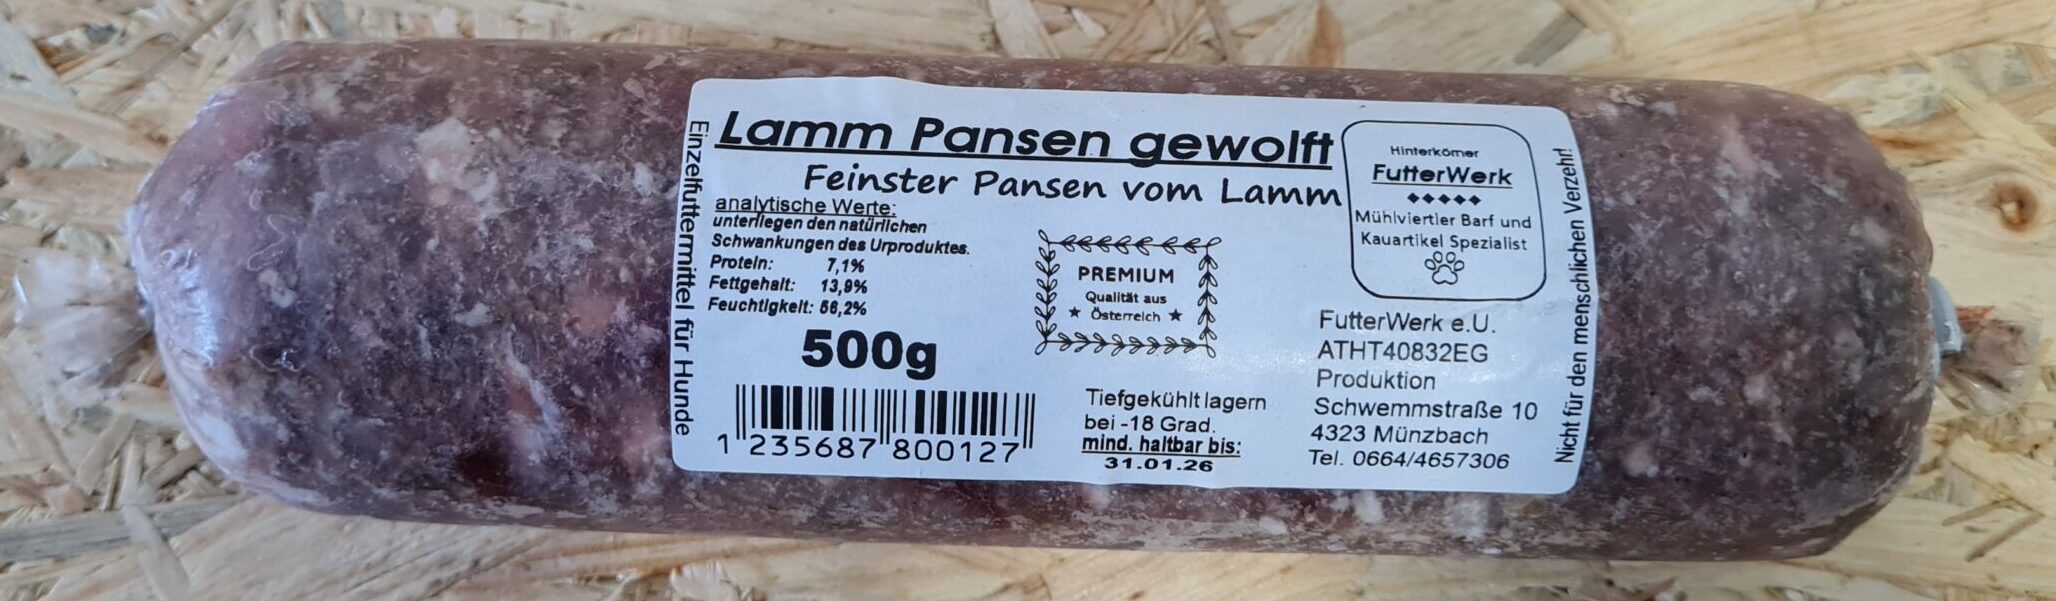 Einzelfuttermittel für Hunde
Lamm Pansen gewolft
Feinster Pansen vom Lamm
analytische Werte:
unterliegen den natürlichen
Schwankungen des Urproduktes.
Protein: 7,1%
Fettgehalt: 13,9%
Feuchtigkeit: 66,2%
500g
1 235687 800127
PREMIUM
Qualität aus
★ Österreich ★
Tiefgekühlt lagern
bei -18 Grad.
mind. haltbar bis:
31.01.26
Hinterkörner
FutterWerk
Mühlviertler Barf und
Kauartikel Spezialist
FutterWerk e.U.
ATHT40832EG
Produktion
Schwemmstraße 10
4323 Münzbach
Tel. 0664/4657306
Nicht für den menschlichen Verzehr!